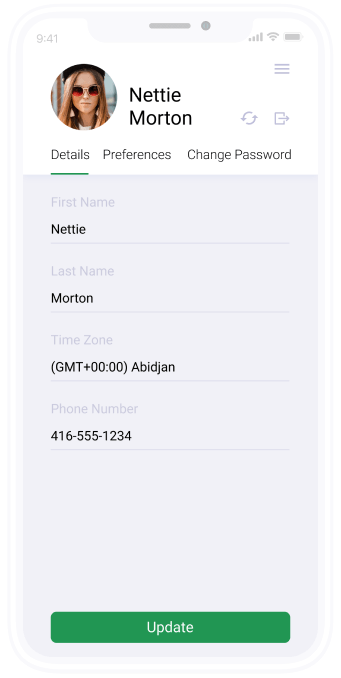 9:41
Nettie
Morton
Details Preferences Change Password
First Name
Nettie
Last Name
Morton
Time Zone
(GMT+00:00) Abidjan
Phone Number
416-555-1234
Update